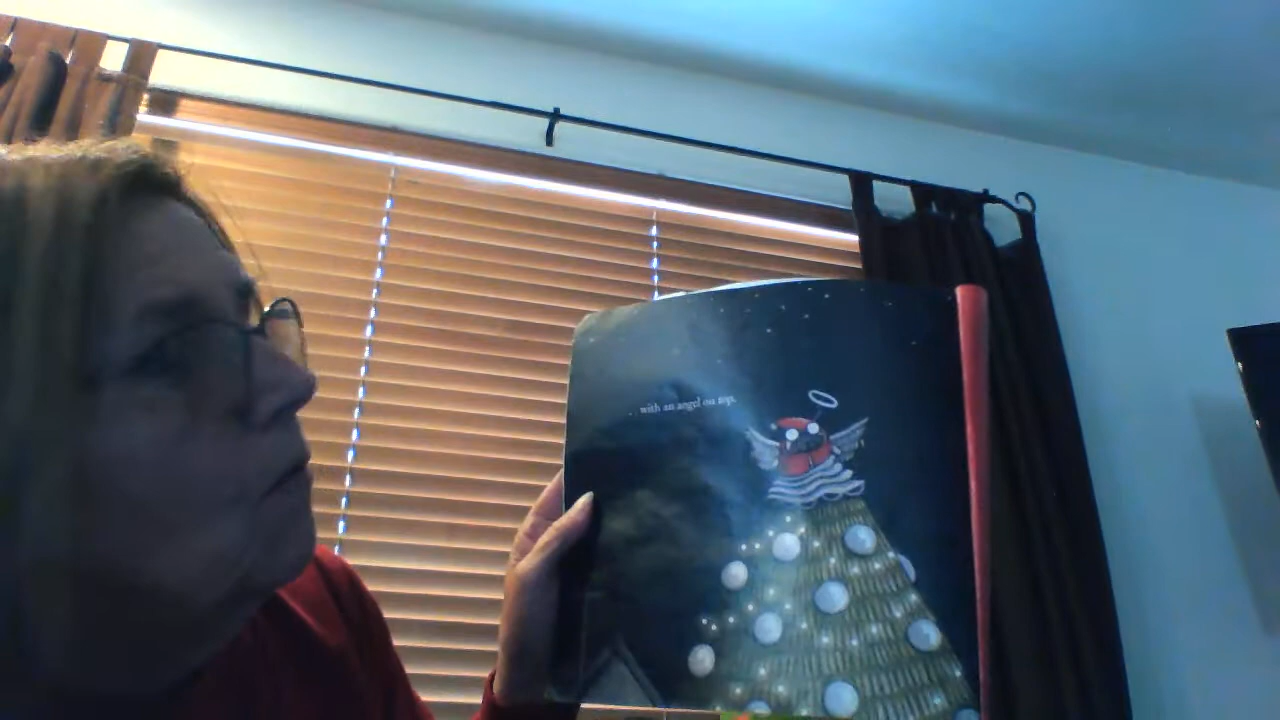 . . . with an angel on top.